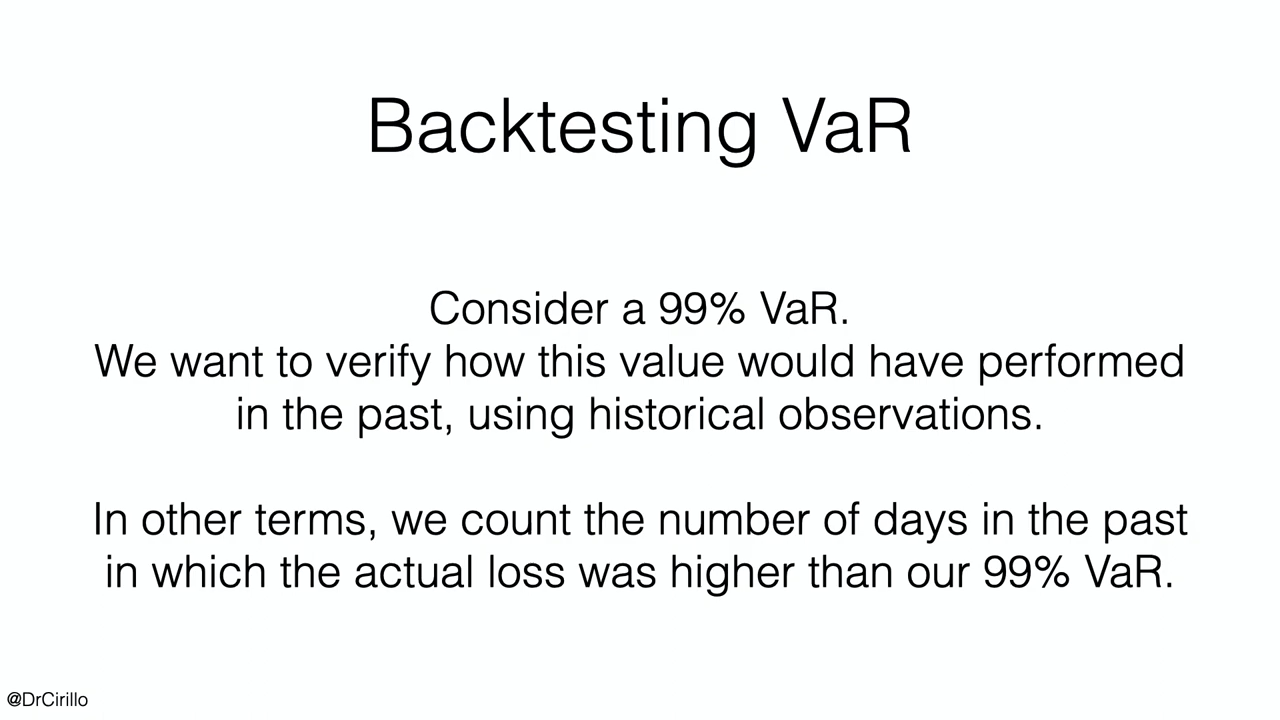 Backtesting VaR
Consider a 99% VaR.
We want to verify how this value would have performed
in the past, using historical observations.
In other terms, we count the number of days in the past
in which the actual loss was higher than our 99% VaR.
@DrCirillo